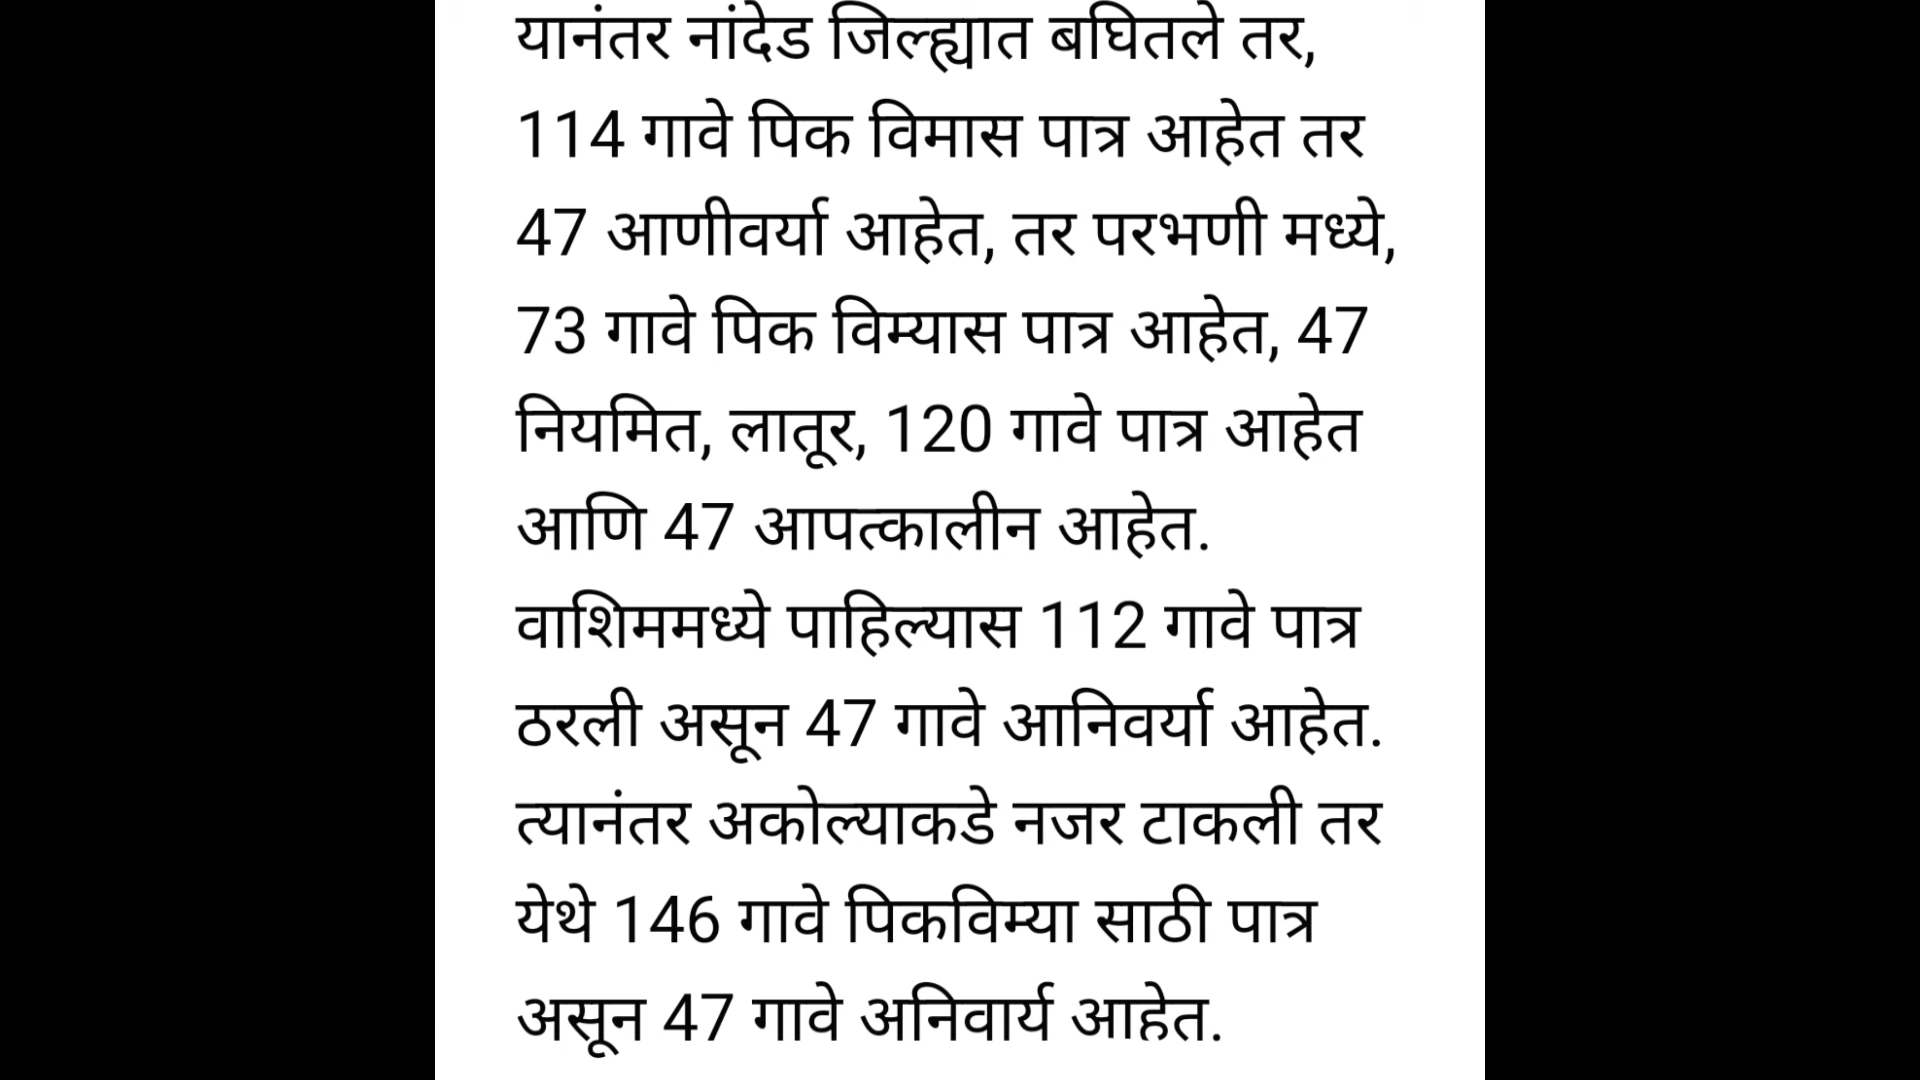 यानंतर नांदेड जिल्ह्यात बघितले तर,
114 गावे पिक विमास पात्र आहेत तर
47 आणीवर्या आहेत, तर परभणी मध्ये,
73 गावे पिक विम्यास पात्र आहेत, 47
नियमित, लातूर, 120 गावे पात्र आहेत
आणि 47 आपत्कालीन आहेत.
वाशिममध्ये पाहिल्यास 112 गावे पात्र
ठरली असून 47 गावे आनिवर्या आहेत.
त्यानंतर अकोल्याकडे नजर टाकली तर
येथे 146 गावे पिकविम्या साठी पात्र
असून 47 गावे अनिवार्य आहेत.